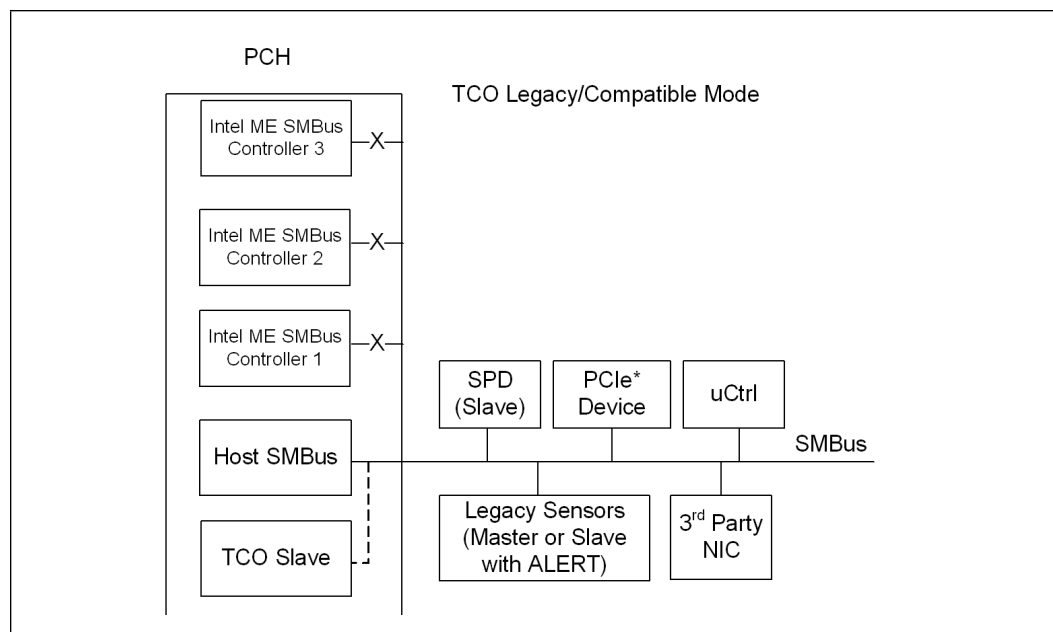 PCH
TCO Legacy/Compatible Mode
Intel ME SMBus
Controller 3
X
Intel ME SMBus
Controller 2
X
Intel ME SMBus
Controller 1
X
SPD
(Slave)
PCIe*
Device
uCtrl
Host SMBus
SMBus
Legacy Sensors
(Master or Slave
with ALERT)
3rd Party
NIC
TCO Slave